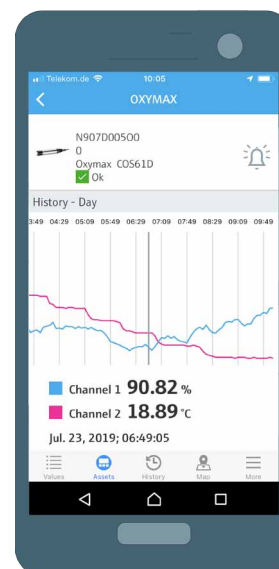 Telekom.de 10:05
OXYMAX
N907D005O0
0
Oxymax COS61D
Ok
History - Day
3:49 04:29 05:09 05:49 06:29 07:09 07:49 08:29 09:09 09:49
Channel 1 90.82 %
Channel 2 18.89 °C
Jul. 23, 2019; 06:49:05
Values Assets History Map More